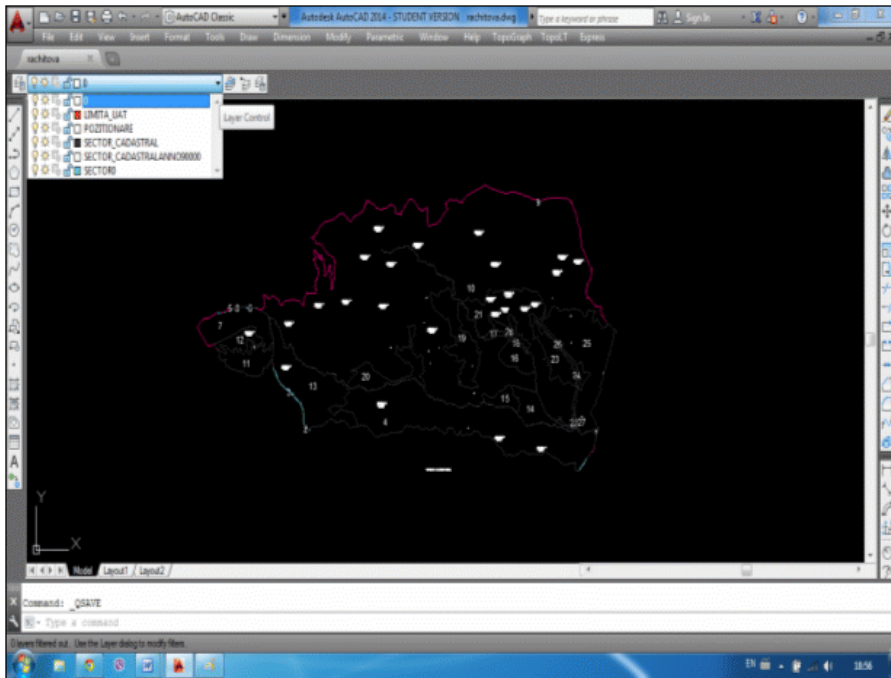 AutoCAD Classic
Autodesk AutoCAD 2014 - STUDENT VERSION rachitova.dwg
Type a keyword or phrase
Sign In
File Edit View Insert Format Tools Draw Dimension Modify Parametric Window Help TopoGraph TopoLT Express
rachitova
0
0
LIMITA_UAT
POZITIONARE
SECTOR_CADASTRAL
SECTOR_CADASTRALANNO90000
SECTOR0
Layer Control
9
10
21
7
12
11
17
19
16
16
26
25
23
24
13
20
15
14
4
Y
X
Model Layout1 Layout2
Command: _QSAVE
Type a command
0 layers filtered out. Use the Layer dialog to modify filters.
EN
18:56